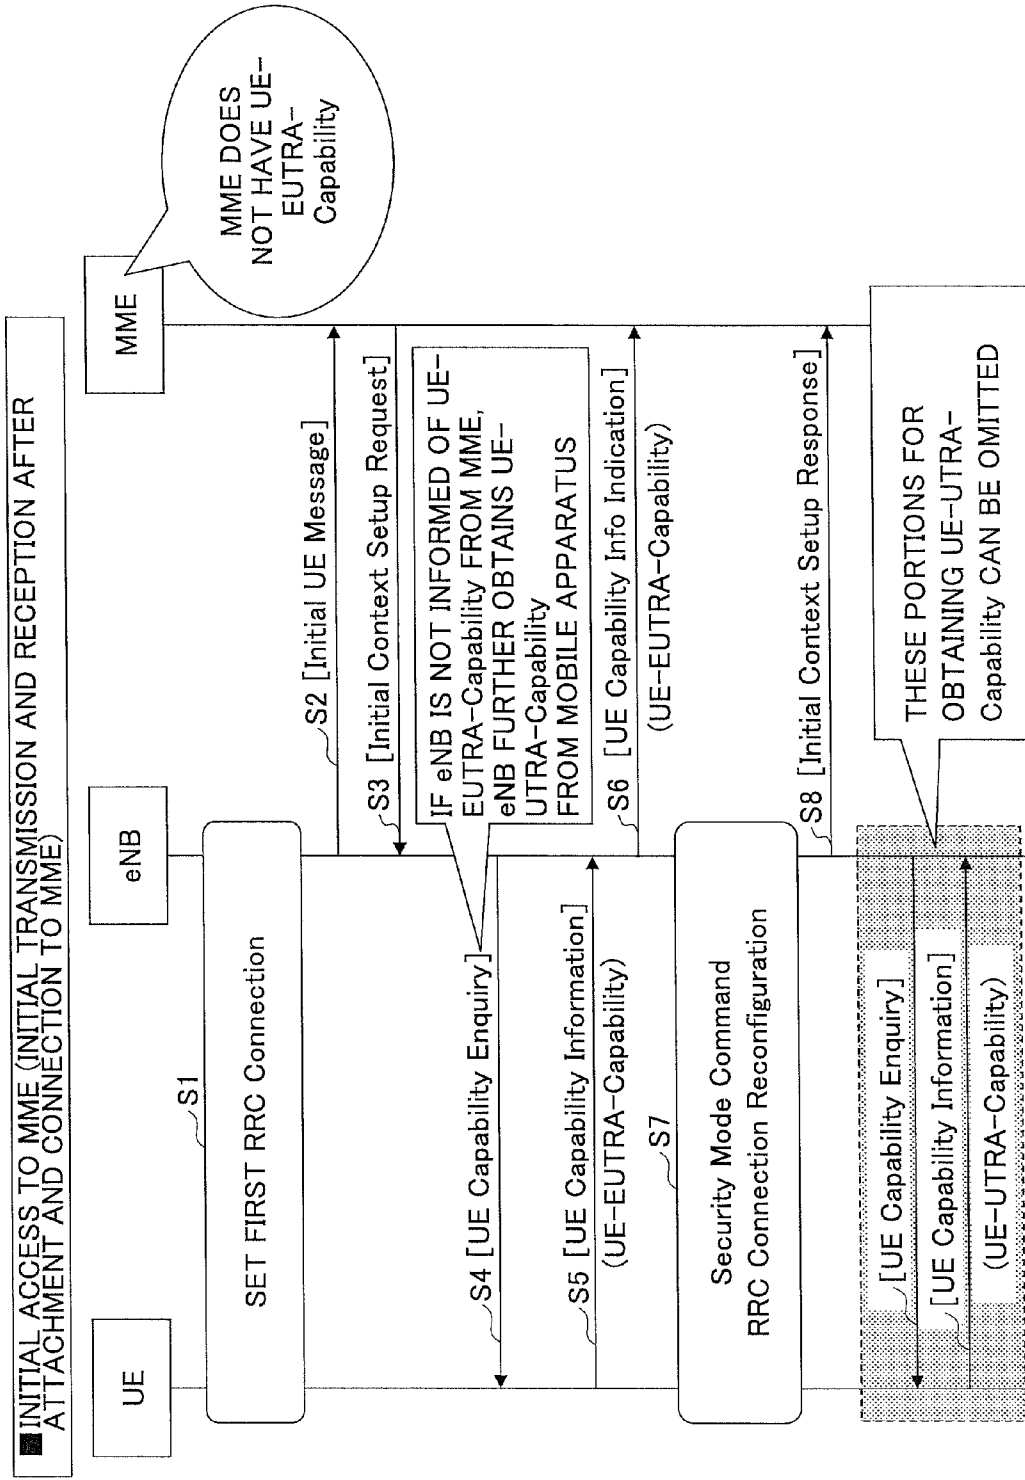 ■INITIAL ACCESS TO MME (INITIAL TRANSMISSION AND RECEPTION AFTER
ATTACHMENT AND CONNECTION TO MME)
UE
eNB
MME
MME DOES
NOT HAVE UE-
EUTRA-
Capability
S1
SET FIRST RRC Connection
S2 [Initial UE Message]
S3 [Initial Context Setup Request]
IF eNB IS NOT INFORMED OF UE-
EUTRA-Capability FROM MME,
eNB FURTHER OBTAINS UE-
UTRA-Capability
FROM MOBILE APPARATUS
S4 [UE Capability Enquiry]
S5 [UE Capability Information]
(UE-EUTRA-Capability)
S6 [UE Capability Info Indication]
(UE-EUTRA-Capability)
S7
Security Mode Command
RRC Connection Reconfiguration
S8 [Initial Context Setup Response]
[UE Capability Enquiry]
[UE Capability Information]
(UE-UTRA-Capability)
THESE PORTIONS FOR
OBTAINING UE-UTRA-
Capability CAN BE OMITTED